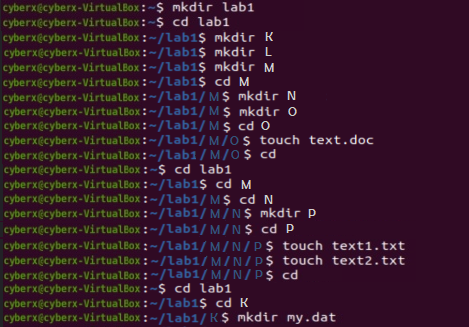 cyberx@cyberx-VirtualBox:~$ mkdir lab1
cyberx@cyberx-VirtualBox:~$ cd lab1
cyberx@cyberx-VirtualBox:~/lab1$ mkdir K
cyberx@cyberx-VirtualBox:~/lab1$ mkdir L
cyberx@cyberx-VirtualBox:~/lab1$ mkdir M
cyberx@cyberx-VirtualBox:~/lab1$ cd M
cyberx@cyberx-VirtualBox:~/lab1/M$ mkdir N
cyberx@cyberx-VirtualBox:~/lab1/M$ mkdir O
cyberx@cyberx-VirtualBox:~/lab1/M$ cd O
cyberx@cyberx-VirtualBox:~/lab1/M/O$ touch text.doc
cyberx@cyberx-VirtualBox:~/lab1/M/O$ cd
cyberx@cyberx-VirtualBox:~$ cd lab1
cyberx@cyberx-VirtualBox:~/lab1$ cd M
cyberx@cyberx-VirtualBox:~/lab1/M$ cd N
cyberx@cyberx-VirtualBox:~/lab1/M/N$ mkdir P
cyberx@cyberx-VirtualBox:~/lab1/M/N$ cd P
cyberx@cyberx-VirtualBox:~/lab1/M/N/P$ touch text1.txt
cyberx@cyberx-VirtualBox:~/lab1/M/N/P$ touch text2.txt
cyberx@cyberx-VirtualBox:~/lab1/M/N/P$ cd
cyberx@cyberx-VirtualBox:~$ cd lab1
cyberx@cyberx-VirtualBox:~/lab1$ cd K
cyberx@cyberx-VirtualBox:~/lab1/K$ mkdir my.dat